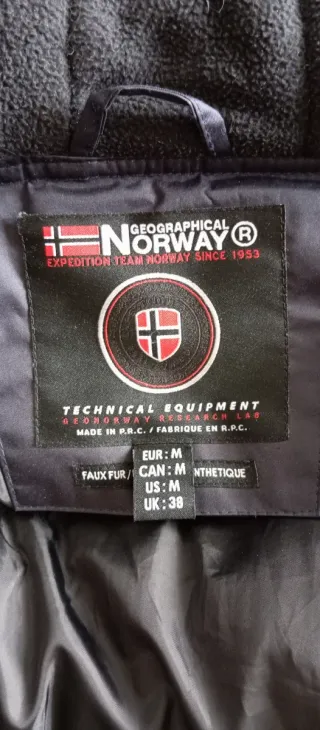 GEOGRAPHICAL
NORWAY®
EXPEDITION TEAM NORWAY SINCE 1953
TECHNICAL EQUIPMENT
GEONORWAY RESEARCH LAB
MADE IN P.R.C. / FABRIQUE EN R.P.C.
EUR: M
CAN: M
US: M
UK: 38
FAUX FUR/
NTHETIQUE